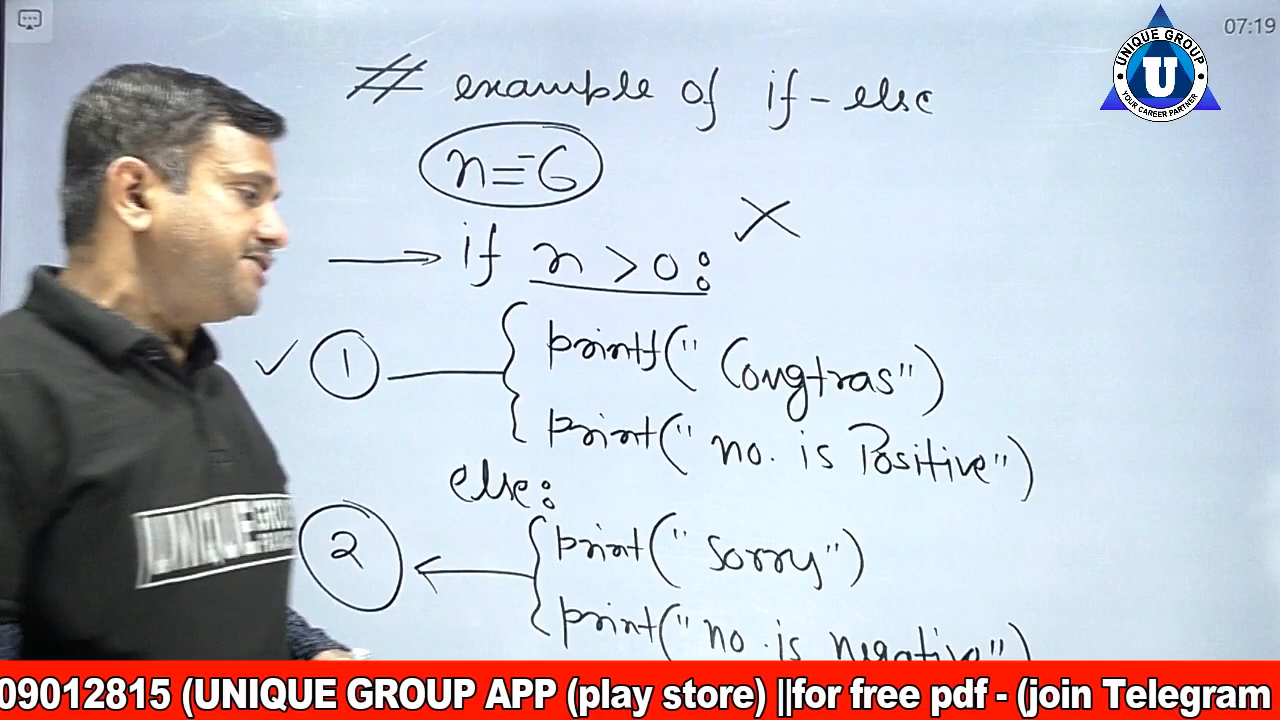 07:19
UNIQUE GROUP
U
YOUR CAREER PARTNER
# example of if-else
n=-6
→ if n>0: X
✓ 1 { printf("Congtras")
print("no. is Positive")
else:
2 ← { print("Sorry")
print("no. is negative")
UNIQUE GROUP
09012815 (UNIQUE GROUP APP (play store) ||for free pdf - (join Telegram